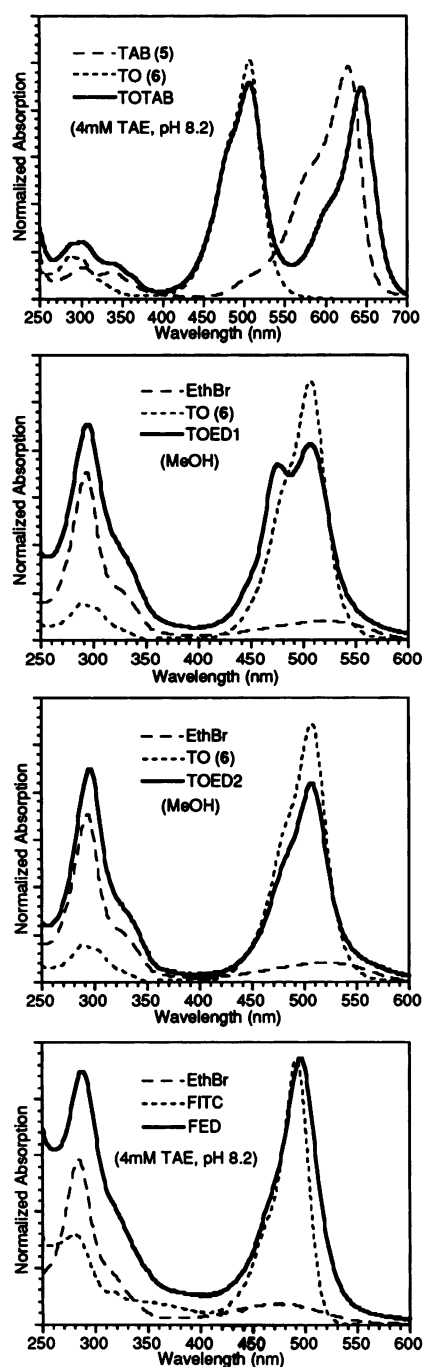 TAB (5)
TO (6)
TOTAB
(4mM TAE, pH 8.2)
Normalized Absorption
250 300 350 400 450 500 550 600 650 700
Wavelength (nm)
EthBr
TO (6)
TOED1
(MeOH)
Normalized Absorption
250 300 350 400 450 500 550 600
Wavelength (nm)
EthBr
TO (6)
TOED2
(MeOH)
Normalized Absorption
250 300 350 400 450 500 550 600
Wavelength (nm)
EthBr
FITC
FED
(4mM TAE, pH 8.2)
Normalized Absorption
250 300 350 400 450 500 550 600
Wavelength (nm)